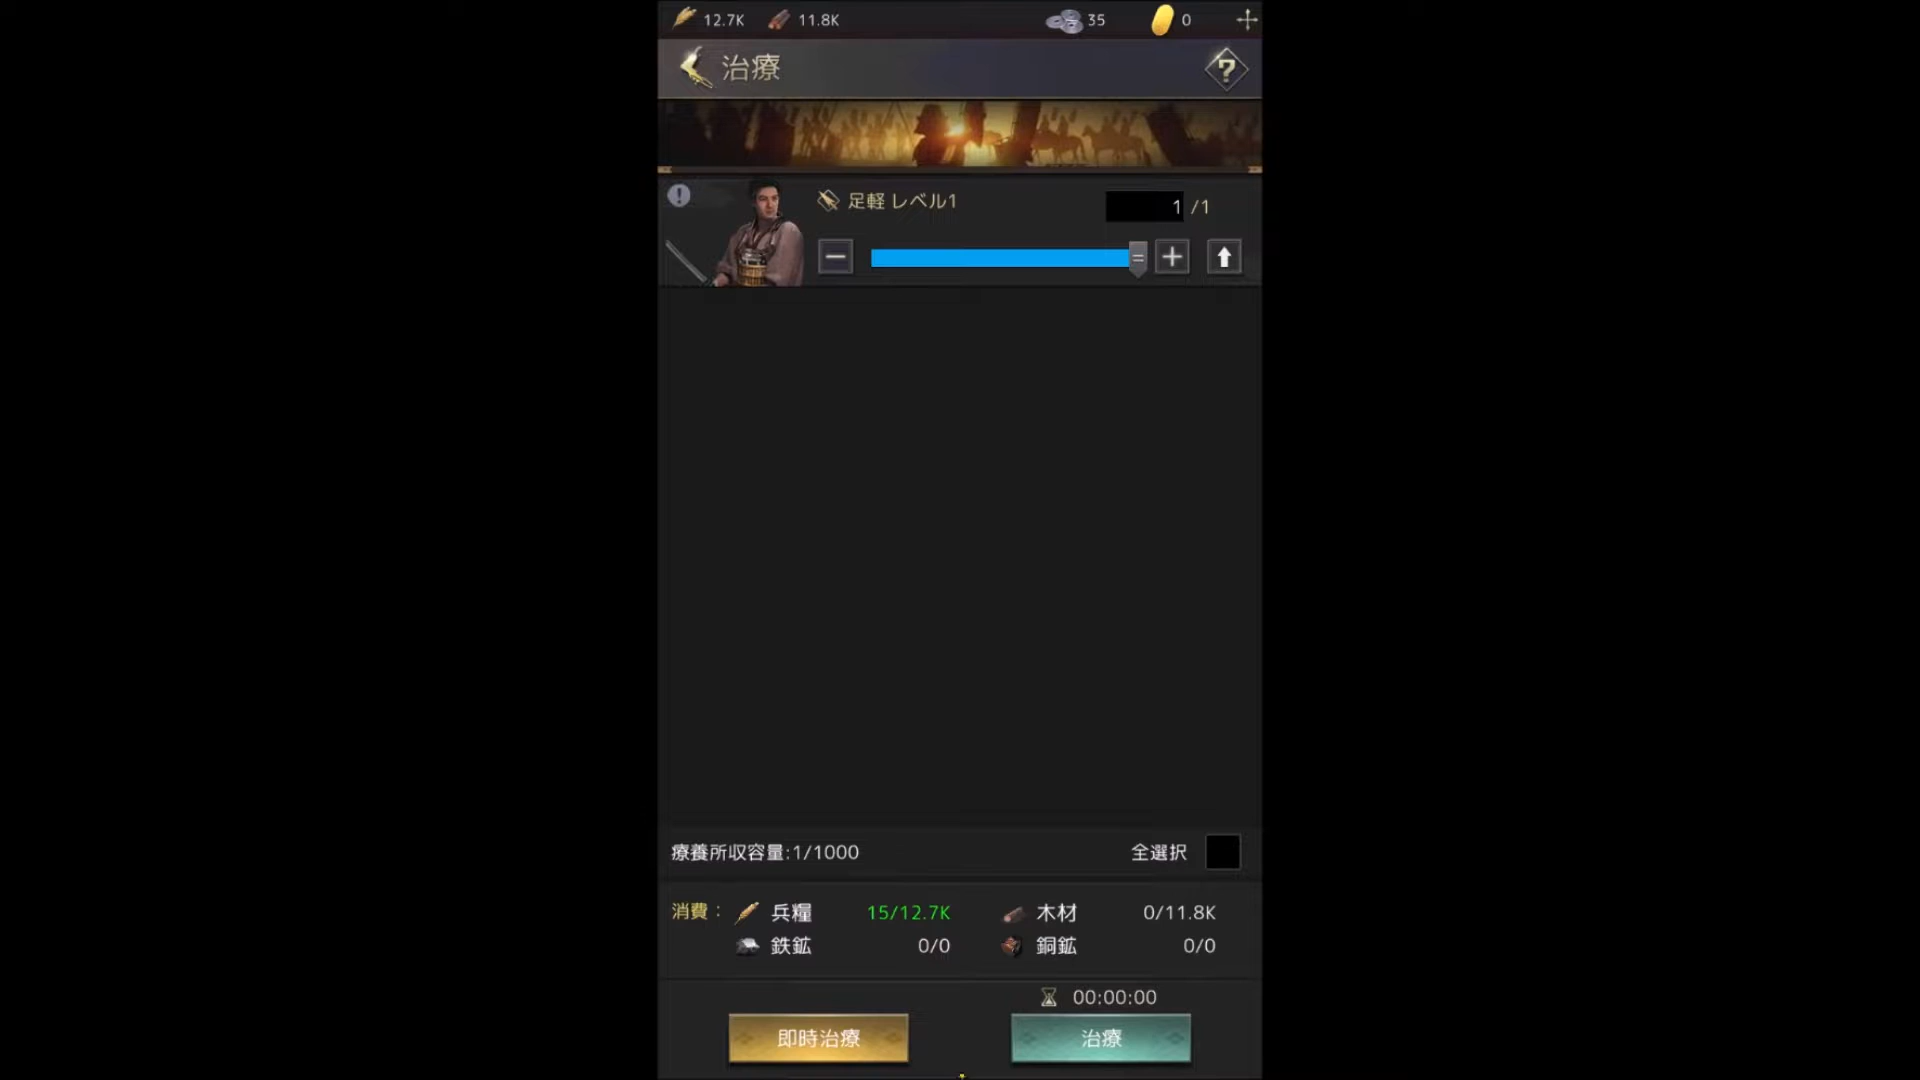 12.7K 11.8K 35 0
治療
足軽 レベル1 1 /1
療養所収容量:1/1000 全選択
消費： 兵糧 15/12.7K 木材 0/11.8K
鉄鉱 0/0 銅鉱 0/0
00:00:00
即時治療 治療